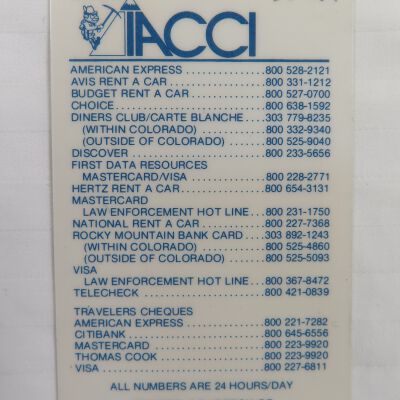 IACCI
AMERICAN EXPRESS ................800 528-2121
AVIS RENT A CAR ..................800 331-1212
BUDGET RENT A CAR .............800 527-0700
CHOICE............................800 638-1592
DINERS CLUB/CARTE BLANCHE ...303 779-8235
(WITHIN COLORADO) ............800 332-9340
(OUTSIDE OF COLORADO) .......800 525-9040
DISCOVER ........................800 233-5656
FIRST DATA RESOURCES
MASTERCARD/VISA ..............800 228-2771
HERTZ RENT A CAR...............800 654-3131
MASTERCARD
LAW ENFORCEMENT HOT LINE ...800 231-1750
NATIONAL RENT A CAR ...........800 227-7368
ROCKY MOUNTAIN BANK CARD ...303 892-1243
(WITHIN COLORADO) ............800 525-4860
(OUTSIDE OF COLORADO) .......800 525-5093
VISA
LAW ENFORCEMENT HOT LINE ...800 367-8472
TELECHECK ......................800 421-0839
TRAVELERS CHEQUES
AMERICAN EXPRESS ..............800 221-7282
CITIBANK.........................800 645-6556
MASTERCARD ....................800 223-9920
THOMAS COOK ...................800 223-9920
VISA ..............................800 227-6811
ALL NUMBERS ARE 24 HOURS/DAY